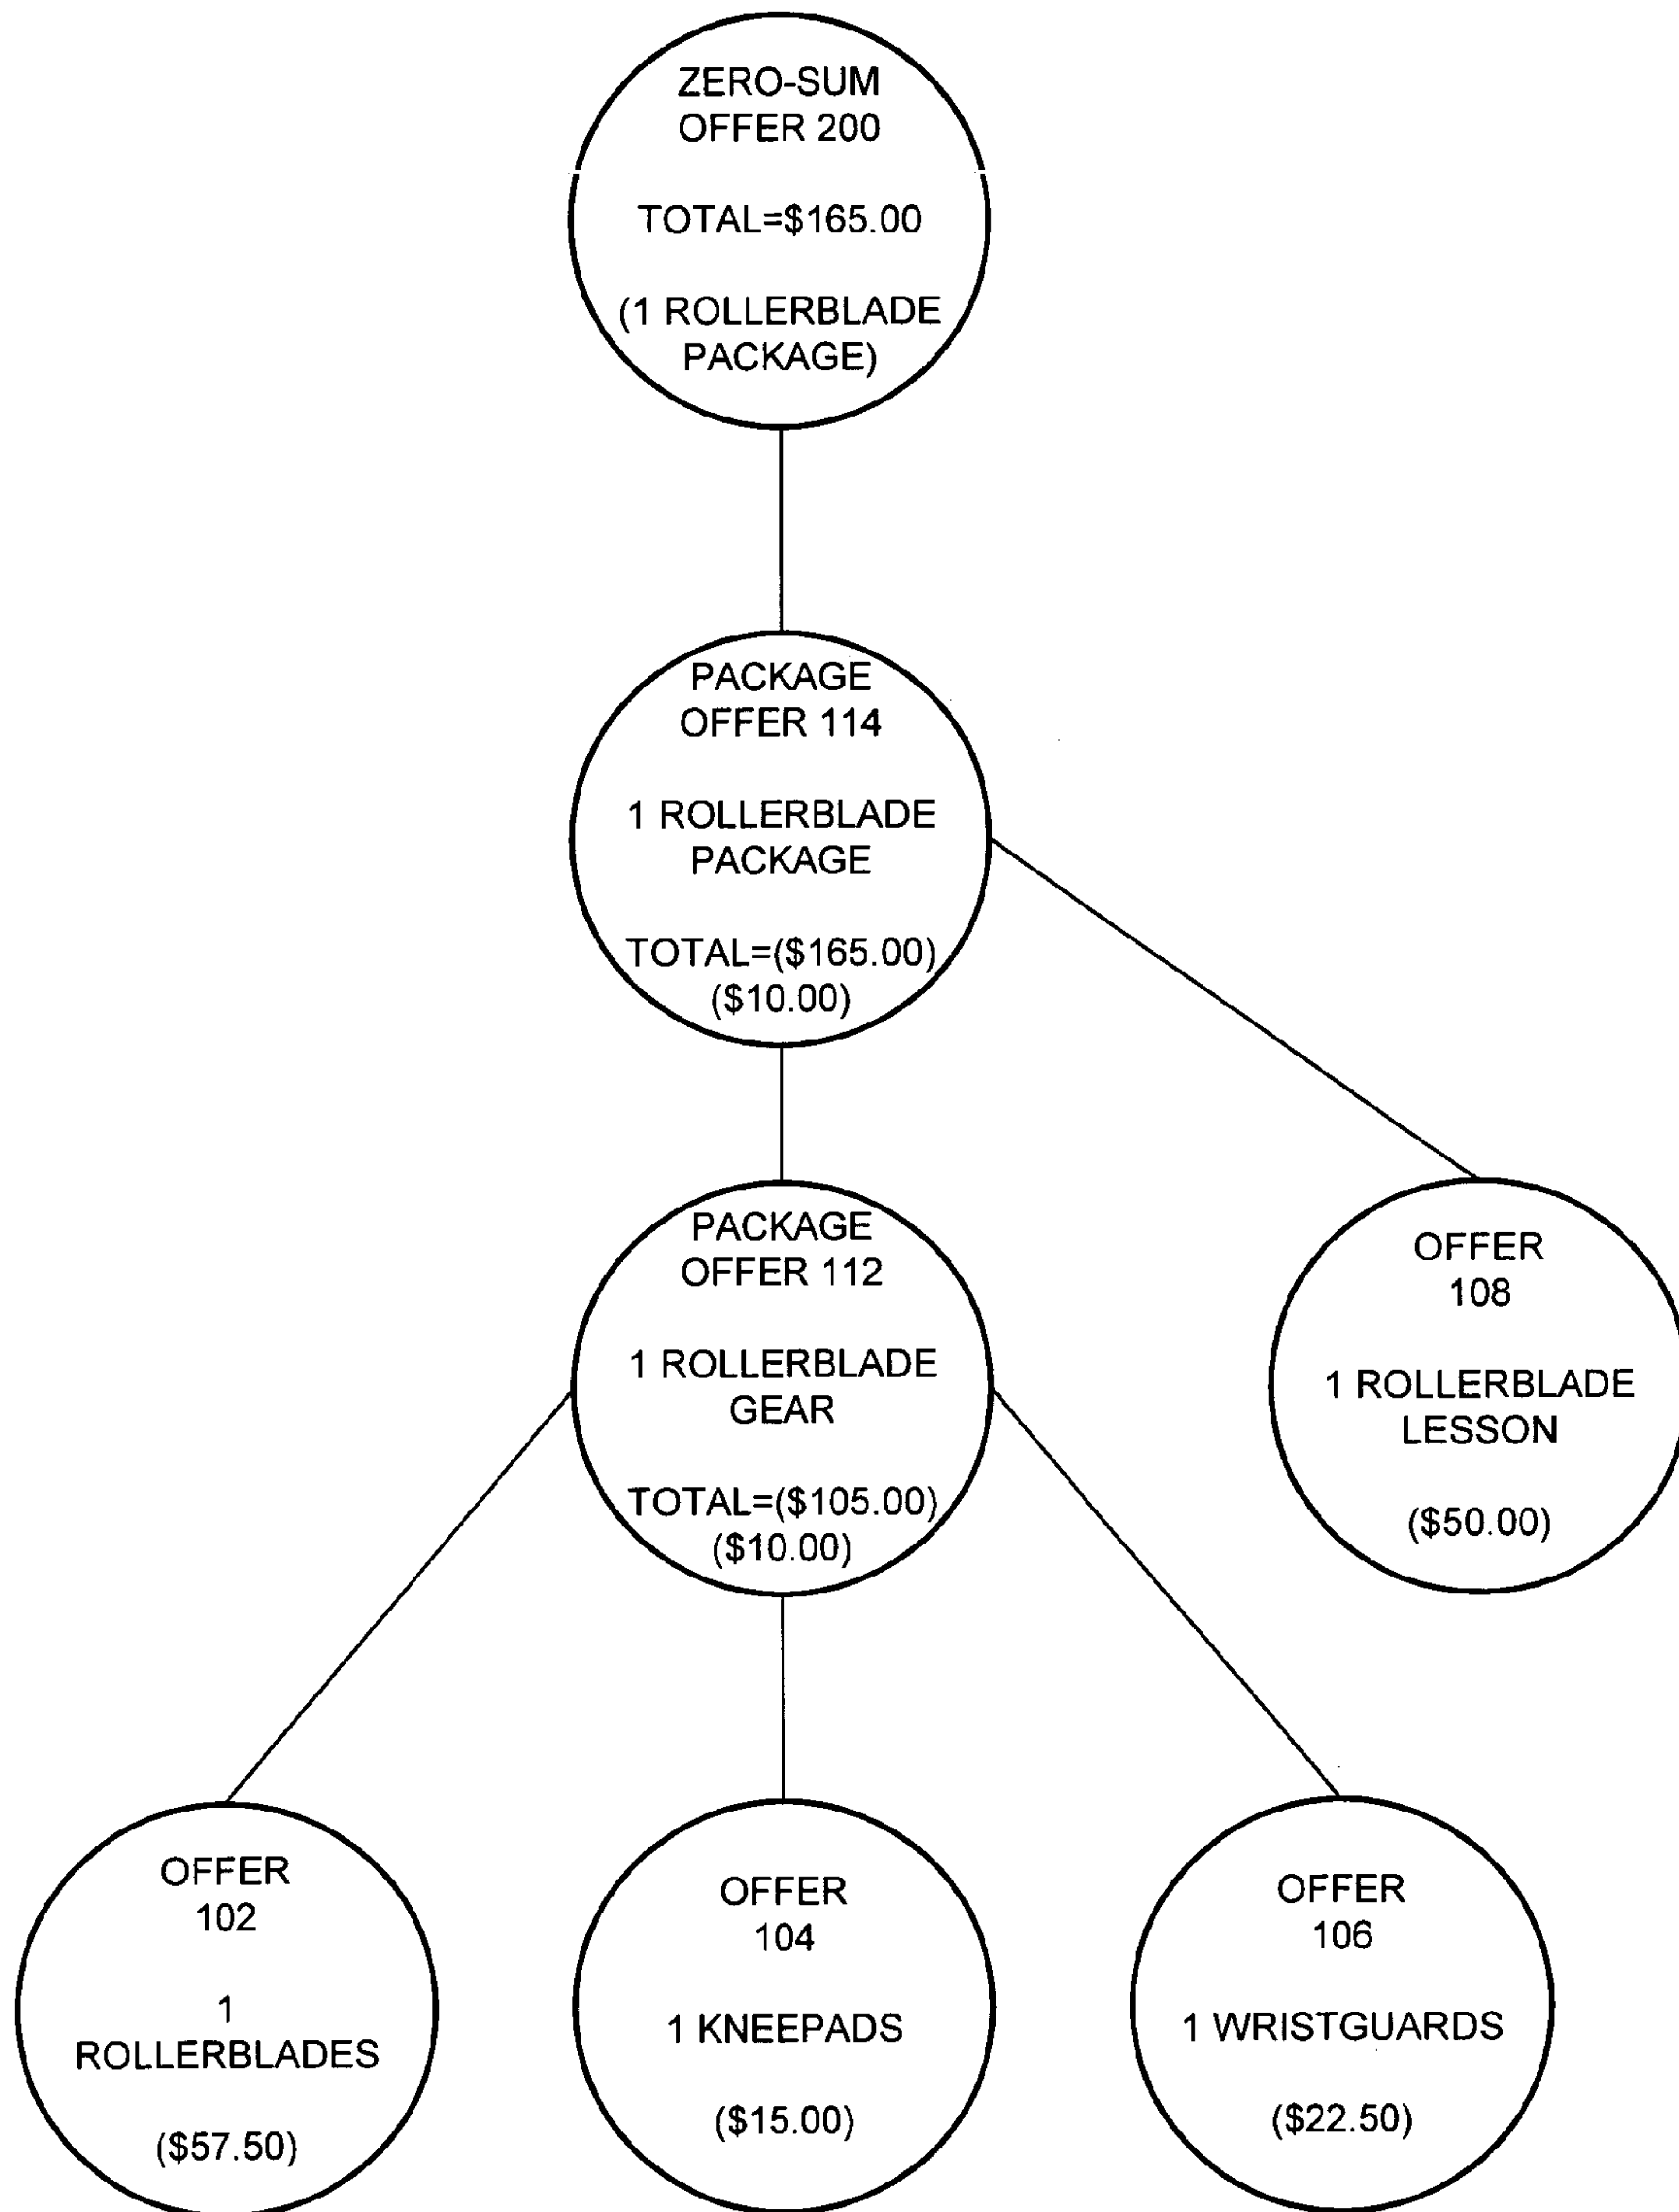 ZERO-SUM
OFFER 200
TOTAL=$165.00
(1 ROLLERBLADE
PACKAGE)
PACKAGE
OFFER 114
1 ROLLERBLADE
PACKAGE
TOTAL=($165.00)
($10.00)
PACKAGE
OFFER 112
1 ROLLERBLADE
GEAR
TOTAL=($105.00)
($10.00)
OFFER
108
1 ROLLERBLADE
LESSON
($50.00)
OFFER
102
1
ROLLERBLADES
($57.50)
OFFER
104
1 KNEEPADS
($15.00)
OFFER
106
1 WRISTGUARDS
($22.50)